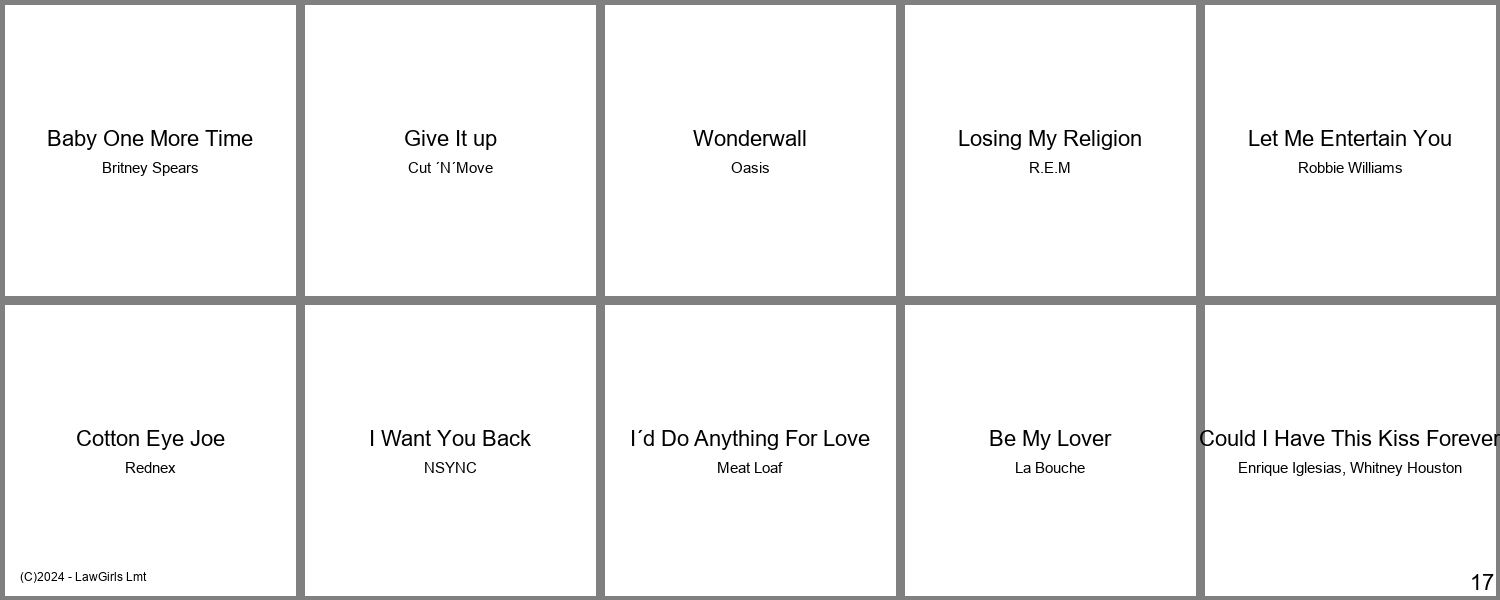 Baby One More Time
Britney Spears
Give It up
Cut ´N´Move
Wonderwall
Oasis
Losing My Religion
R.E.M
Let Me Entertain You
Robbie Williams
Cotton Eye Joe
Rednex
I Want You Back
NSYNC
I´d Do Anything For Love
Meat Loaf
Be My Lover
La Bouche
Could I Have This Kiss Forever
Enrique Iglesias, Whitney Houston
(C)2024 - LawGirls Lmt
17